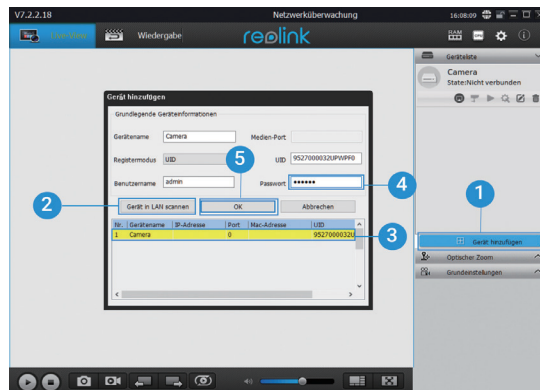 V7.2.2.18 Netzwerküberwachung 16:08:09
Live View Wiedergabe reolink
Geräteliste
Camera
State:Nicht verbunden
Gerät hinzufügen
Grundlegende Geräteinformationen
Gerätename Camera Medien-Port
Registermodus UID UID 9527000032UPWPF0
5
Benutzername admin Passwort ●●●●●●
4
2
Gerät in LAN scannen OK Abbrechen
1
Nr. Gerätename IP-Adresse Port Mac-Adresse UID
1 Camera 0 9527000032U
3
Gerät hinzufügen
Optischer Zoom
Grundeinstellungen